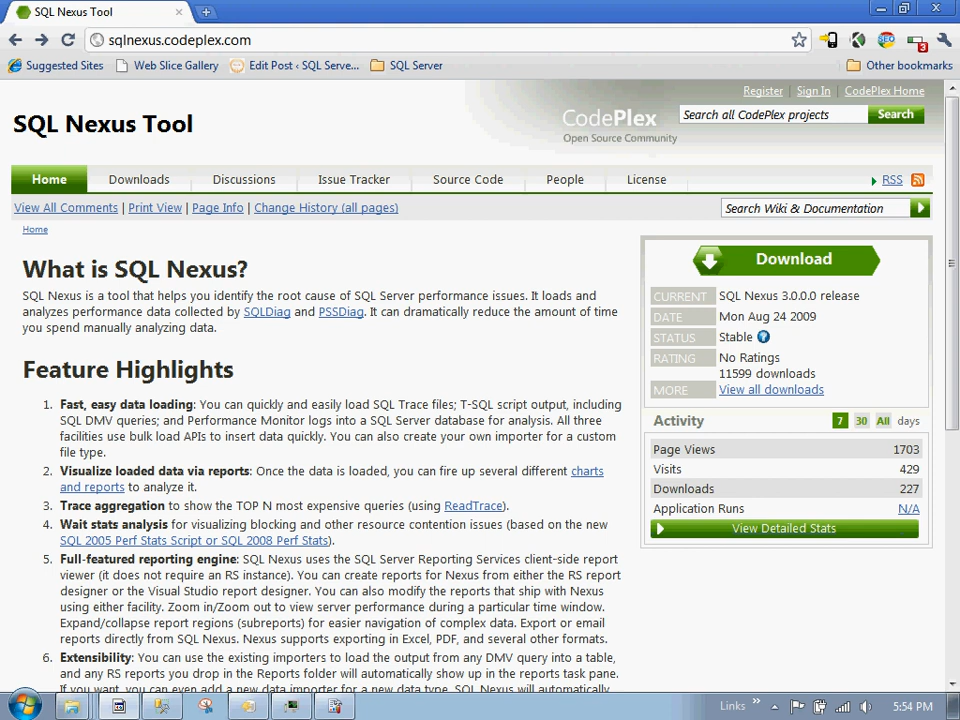 SQL Nexus Tool
sqlnexus.codeplex.com
3
Suggested Sites Web Slice Gallery Edit Post ‹ SQL Serve... SQL Server Other bookmarks
Register | Sign In | CodePlex Home
SQL Nexus Tool
CodePlex
Open Source Community
Search all CodePlex projects Search
Home Downloads Discussions Issue Tracker Source Code People License RSS
View All Comments | Print View | Page Info | Change History (all pages)
Search Wiki & Documentation
Home
What is SQL Nexus?
SQL Nexus is a tool that helps you identify the root cause of SQL Server performance issues. It loads and
analyzes performance data collected by SQLDiag and PSSDiag. It can dramatically reduce the amount of time
you spend manually analyzing data.
Feature Highlights
1. Fast, easy data loading: You can quickly and easily load SQL Trace files; T-SQL script output, including
SQL DMV queries; and Performance Monitor logs into a SQL Server database for analysis. All three
facilities use bulk load APIs to insert data quickly. You can also create your own importer for a custom
file type.
2. Visualize loaded data via reports: Once the data is loaded, you can fire up several different charts
and reports to analyze it.
3. Trace aggregation to show the TOP N most expensive queries (using ReadTrace).
4. Wait stats analysis for visualizing blocking and other resource contention issues (based on the new
SQL 2005 Perf Stats Script or SQL 2008 Perf Stats).
5. Full-featured reporting engine: SQL Nexus uses the SQL Server Reporting Services client-side report
viewer (it does not require an RS instance). You can create reports for Nexus from either the RS report
designer or the Visual Studio report designer. You can also modify the reports that ship with Nexus
using either facility. Zoom in/Zoom out to view server performance during a particular time window.
Expand/collapse report regions (subreports) for easier navigation of complex data. Export or email
reports directly from SQL Nexus. Nexus supports exporting in Excel, PDF, and several other formats.
6. Extensibility: You can use the existing importers to load the output from any DMV query into a table,
and any RS reports you drop in the Reports folder will automatically show up in the reports task pane.
If you want, you can even add a new data importer for a new data type. SQL Nexus will automatically
Download
CURRENT SQL Nexus 3.0.0.0 release
DATE Mon Aug 24 2009
STATUS Stable
RATING No Ratings
11599 downloads
MORE View all downloads
Activity 7 30 All days
Page Views 1703
Visits 429
Downloads 227
Application Runs N/A
View Detailed Stats
Links 5:54 PM